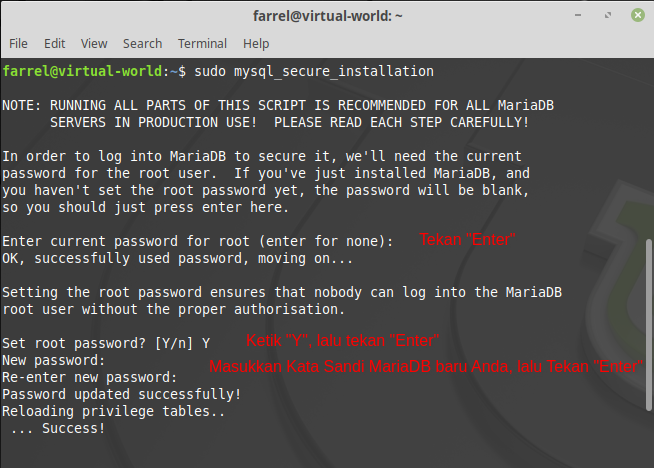 farrel@virtual-world: ~
File Edit View Search Terminal Help
farrel@virtual-world:~$ sudo mysql_secure_installation
NOTE: RUNNING ALL PARTS OF THIS SCRIPT IS RECOMMENDED FOR ALL MariaDB
SERVERS IN PRODUCTION USE!  PLEASE READ EACH STEP CAREFULLY!
In order to log into MariaDB to secure it, we'll need the current
password for the root user.  If you've just installed MariaDB, and
you haven't set the root password yet, the password will be blank,
so you should just press enter here.
Enter current password for root (enter for none): Tekan "Enter"
OK, successfully used password, moving on...
Setting the root password ensures that nobody can log into the MariaDB
root user without the proper authorisation.
Set root password? [Y/n] Y Ketik "Y", lalu tekan "Enter"
New password:
Masukkan Kata Sandi MariaDB baru Anda, lalu Tekan "Enter"
Re-enter new password:
Password updated successfully!
Reloading privilege tables..
... Success!